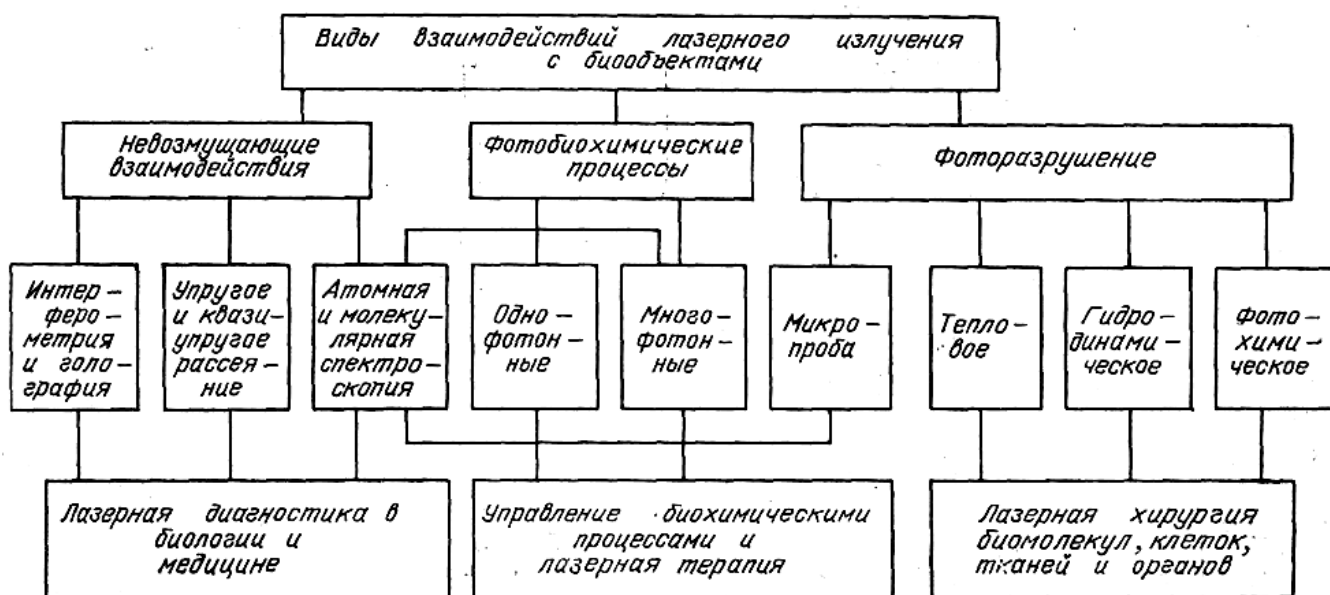 Виды взаимодействий лазерного излучения
с биообъектами
Невозмущающие
взаимодействия
Фотобиохимические
процессы
Фоторазрушение
Интер-
феро-
метрия
и голо-
графия
Упругое
и квази-
упругое
рассея-
ние
Атомная
и молеку-
лярная
спектро-
скопия
Одно-
фотон-
ные
Много-
фотон-
ные
Микро-
проба
Тепло-
вое
Гидро-
динами-
ческое
Фото-
хими-
ческое
Лазерная диагностика в
биологии и
медицине
Управление биохимическими
процессами и
лазерная терапия
Лазерная хирургия
биомолекул, клеток,
тканей и органов